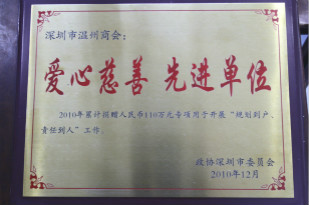 深圳市温州商会：
爱心慈善 先进单位
2010年累计捐赠人民币110万元专项用于开展“规划到户、
责任到人”工作。
政协深圳市委员会
2010年12月